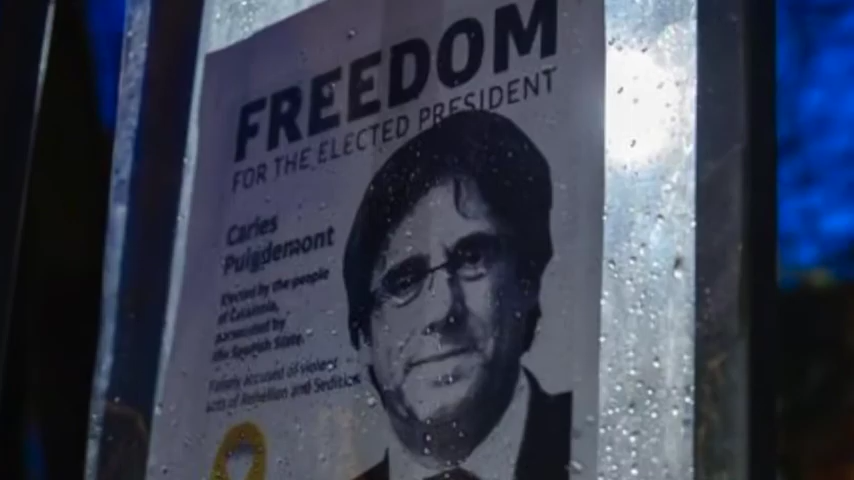 FREEDOM
FOR THE ELECTED PRESIDENT
Carles
Puigdemont
Elected by the people
of Catalonia,
persecuted by
the Spanish State.
Falsely accused of violent
acts of Rebellion and Sedition